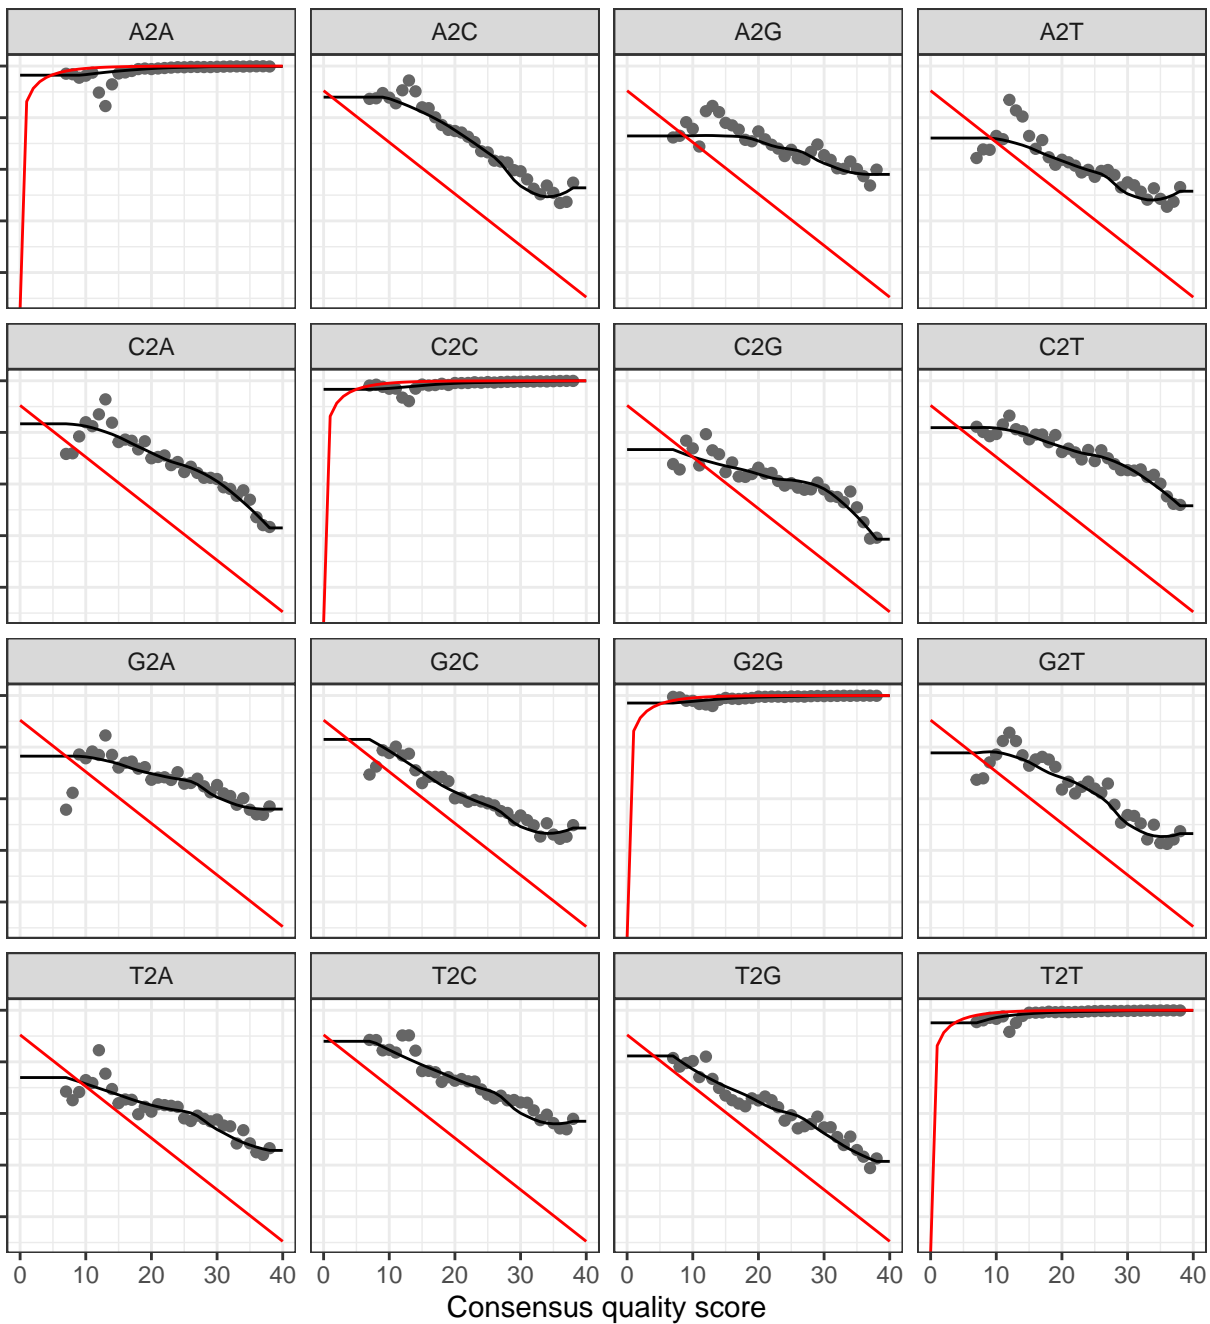 A2A A2C A2G A2T
C2A C2C C2G C2T
G2A G2C G2G G2T
T2A T2C T2G T2T
0 10 20 30 40 0 10 20 30 40 0 10 20 30 40 0 10 20 30 40
Consensus quality score